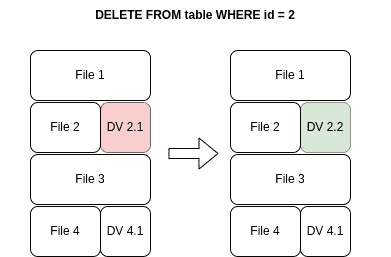 DELETE FROM table WHERE id = 2
File 1
File 2
DV 2.1
File 3
File 4
DV 4.1
File 1
File 2
DV 2.2
File 3
File 4
DV 4.1